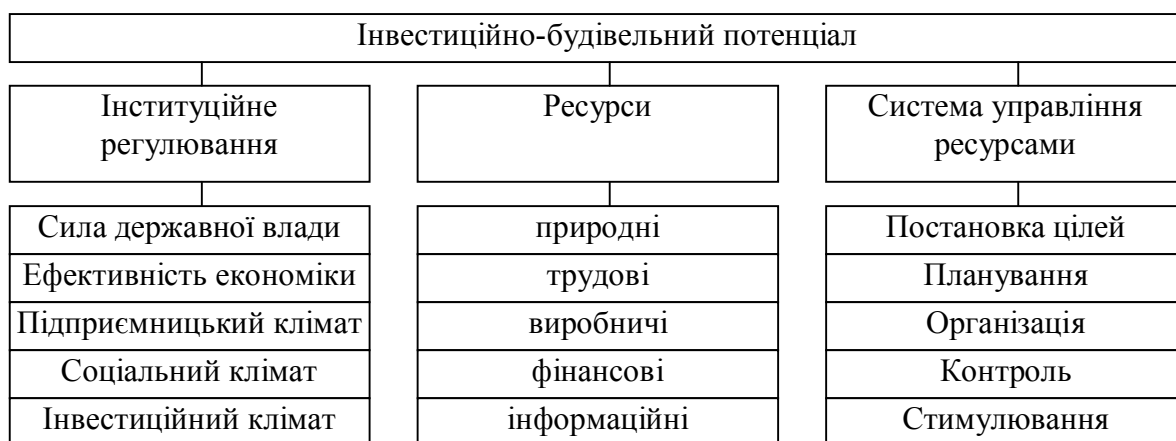 Інвестиційно-будівельний потенціал
Інституційне
регулювання
Ресурси
Система управління
ресурсами
Сила державної влади
Ефективність економіки
Підприємницький клімат
Соціальний клімат
Інвестиційний клімат
природні
трудові
виробничі
фінансові
інформаційні
Постановка цілей
Планування
Організація
Контроль
Стимулювання